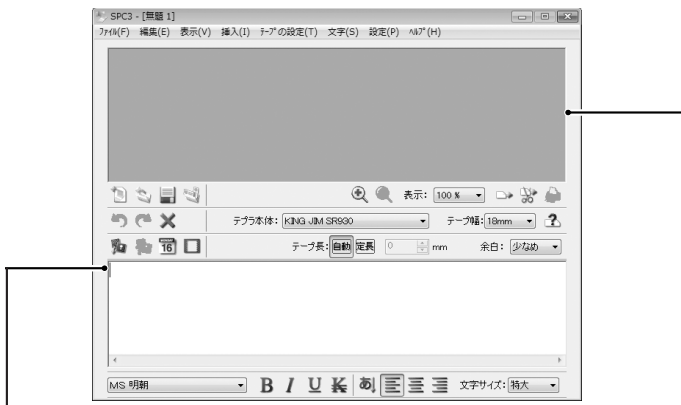 SPC3 - [無題 1]
ﾌｧｲﾙ(F) 編集(E) 表示(V) 挿入(I) ﾃｰﾌﾟの設定(T) 文字(S) 設定(P) ﾍﾙﾌﾟ(H)
表示: 100 %
テプラ本体: KING JIM SR930 テープ幅: 18mm
16 テープ長: 自動 定長 0 mm 余白: 少なめ
MS 明朝 B I U K あ 文字サイズ: 特大